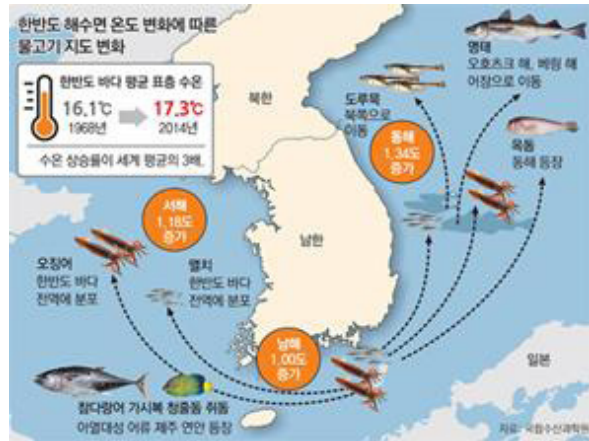 한반도 해수면 온도 변화에 따른
물고기 지도 변화
한반도 바다 평균 표층 수온
16.1℃ 17.3℃
1968년 2014년
수온 상승률이 세계 평균의 3배.
북한
명태
오호츠크 해, 베링 해
어장으로 이동
도루묵
북쪽으로
이동
동해
1.34도
증가
옥돔
동해 등장
서해
1.18도
증가
남한
오징어
한반도 바다
전역에 분포
멸치
한반도 바다
전역에 분포
남해
1.00도
증가
일본
참다랑어 가시복 청줄돔 쥐돔
아열대성 어류 제주 연안 등장
자료: 국립수산과학원